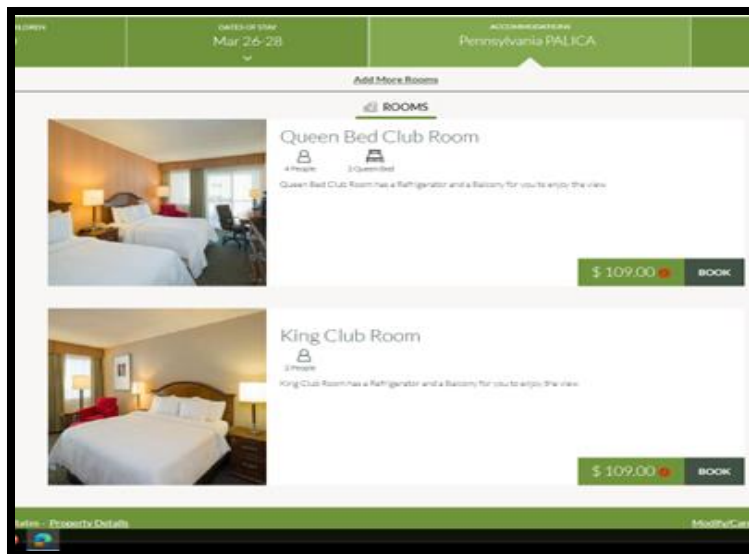 DATES OF STAY
Mar 26-28
ACCOMMODATIONS
Pennsylvania PALICA
Add More Rooms
ROOMS
Queen Bed Club Room
4 People
2 Queen Bed
Queen Bed Club Room has a Refrigerator and a Balcony for you to enjoy the view
$ 109.00
BOOK
King Club Room
2 People
King Club Room has a Refrigerator and a Balcony for you to enjoy the view
$ 109.00
BOOK
Property Details